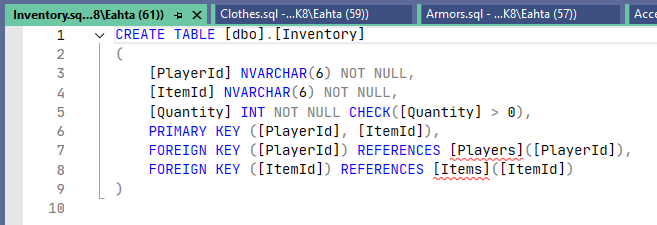 Inventory.sq...8\Eahta (61))
Clothes.sql -...K8\Eahta (59))
Armors.sql -...K8\Eahta (57))
Acce
1 CREATE TABLE [dbo].[Inventory]
2 (
3 [PlayerId] NVARCHAR(6) NOT NULL,
4 [ItemId] NVARCHAR(6) NOT NULL,
5 [Quantity] INT NOT NULL CHECK([Quantity] > 0),
6 PRIMARY KEY ([PlayerId], [ItemId]),
7 FOREIGN KEY ([PlayerId]) REFERENCES [Players]([PlayerId]),
8 FOREIGN KEY ([ItemId]) REFERENCES [Items]([ItemId])
9 )
10